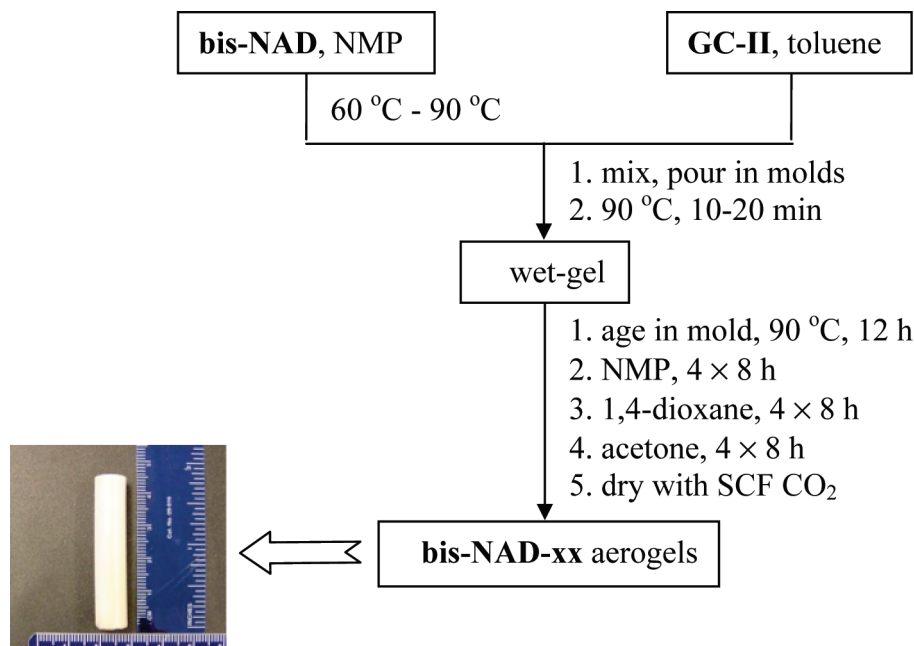 bis-NAD, NMP
GC-II, toluene
60 °C - 90 °C
1. mix, pour in molds
2. 90 °C, 10-20 min
wet-gel
1. age in mold, 90 °C, 12 h
2. NMP, 4 × 8 h
3. 1,4-dioxane, 4 × 8 h
4. acetone, 4 × 8 h
5. dry with SCF CO₂
bis-NAD-xx aerogels